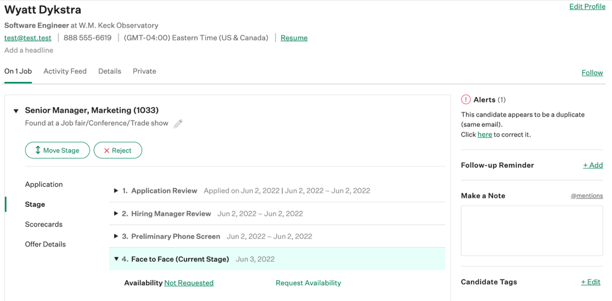 Wyatt Dykstra
Edit Profile
Software Engineer at W.M. Keck Observatory
test@test.test | 888 555-6619 | (GMT-04:00) Eastern Time (US & Canada) | Resume
Add a headline
On 1 Job Activity Feed Details Private
Follow
Senior Manager, Marketing (1033)
Found at a Job fair/Conference/Trade show
Move Stage Reject
Application
Stage
Scorecards
Offer Details
1. Application Review Applied on Jun 2, 2022 | Jun 2, 2022 – Jun 2, 2022
2. Hiring Manager Review Jun 2, 2022 – Jun 2, 2022
3. Preliminary Phone Screen Jun 2, 2022 – Jun 2, 2022
4. Face to Face (Current Stage) Jun 3, 2022
Availability Not Requested Request Availability
Alerts (1)
This candidate appears to be a duplicate
(same email).
Click here to correct it.
Follow-up Reminder + Add
Make a Note @mentions
Candidate Tags + Edit